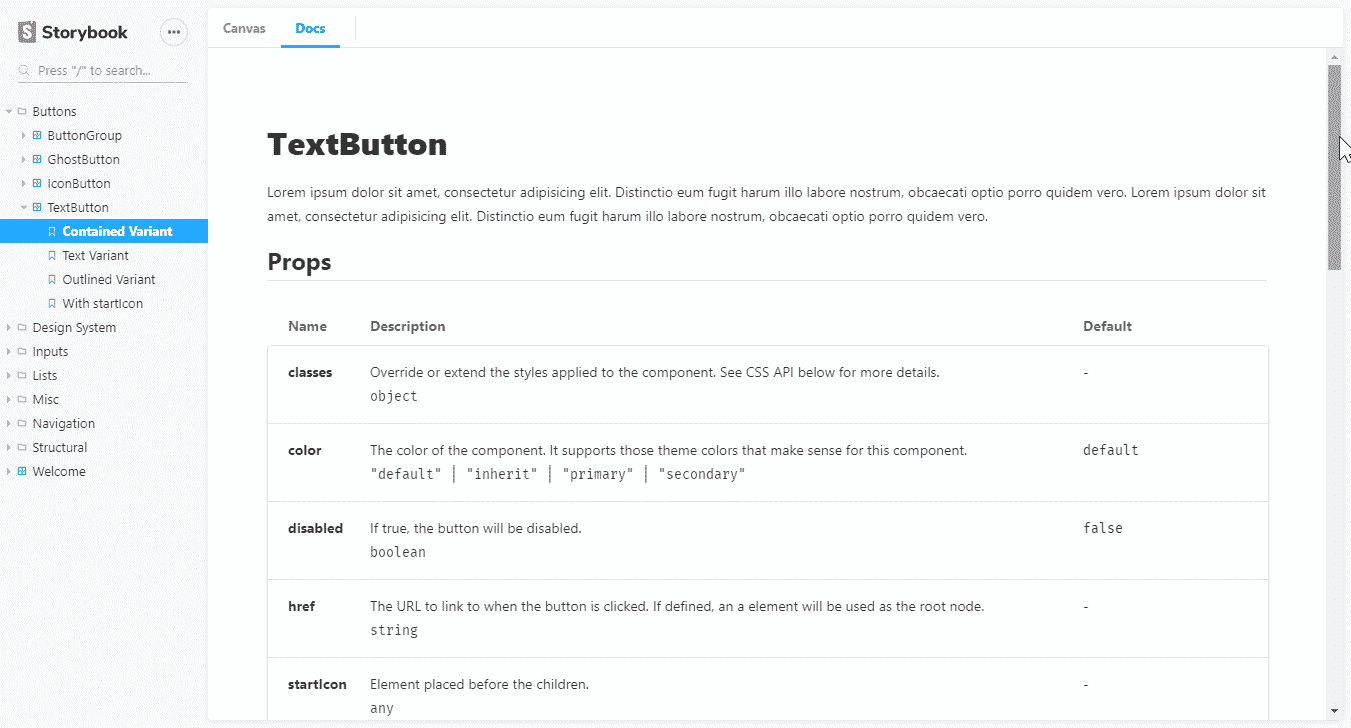 Storybook
Press "/" to search...
Buttons
ButtonGroup
GhostButton
IconButton
TextButton
Contained Variant
Text Variant
Outlined Variant
With startIcon
Design System
Inputs
Lists
Misc
Navigation
Structural
Welcome
Canvas Docs
TextButton
Lorem ipsum dolor sit amet, consectetur adipisicing elit. Distinctio eum fugit harum illo labore nostrum, obcaecati optio porro quidem vero. Lorem ipsum dolor sit
amet, consectetur adipisicing elit. Distinctio eum fugit harum illo labore nostrum, obcaecati optio porro quidem vero.
Props
Name Description Default
classes Override or extend the styles applied to the component. See CSS API below for more details. -
object
color The color of the component. It supports those theme colors that make sense for this component. default
"default" | "inherit" | "primary" | "secondary"
disabled If true, the button will be disabled. false
boolean
href The URL to link to when the button is clicked. If defined, an a element will be used as the root node. -
string
startIcon Element placed before the children. -
any